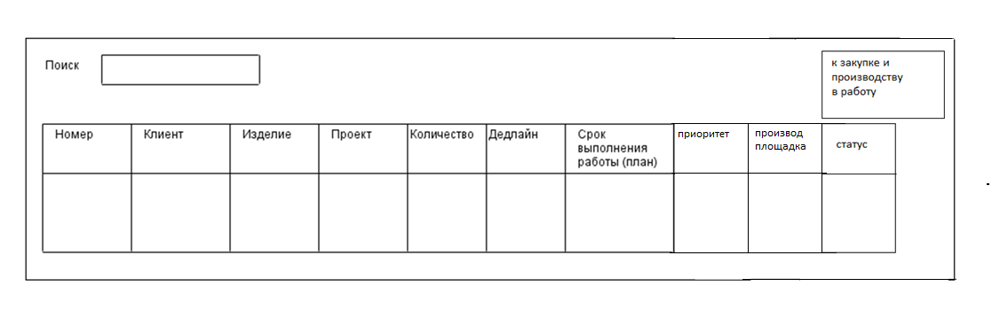 Поиск
к закупке и
производству
в работу
Номер
Клиент
Изделие
Проект
Количество
Дедлайн
Срок
выполнения
работы (план)
приоритет
производ
площадка
статус